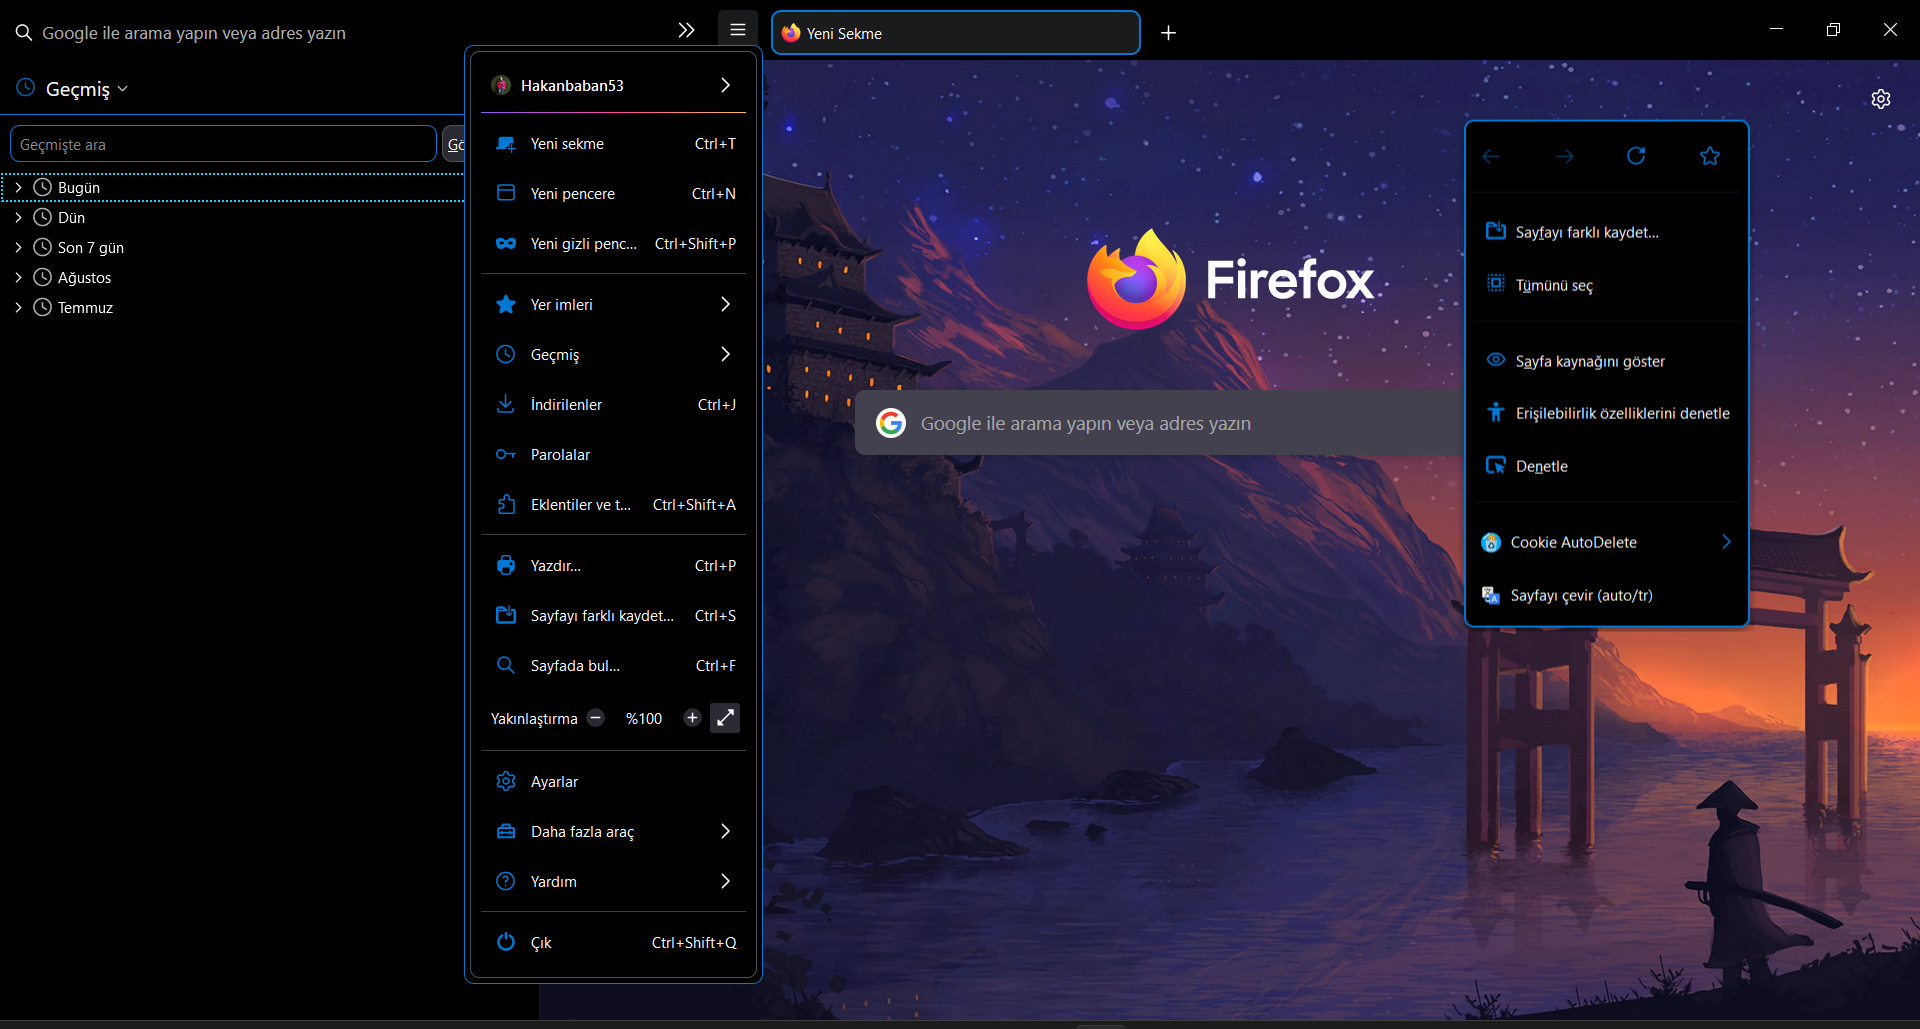 Google ile arama yapın veya adres yazın
Yeni Sekme
Geçmiş
Geçmişte ara
Gö
Bugün
Dün
Son 7 gün
Ağustos
Temmuz
Hakanbaban53
Yeni sekme Ctrl+T
Yeni pencere Ctrl+N
Yeni gizli penc... Ctrl+Shift+P
Yer imleri
Geçmiş
İndirilenler Ctrl+J
Parolalar
Eklentiler ve t... Ctrl+Shift+A
Yazdır... Ctrl+P
Sayfayı farklı kaydet... Ctrl+S
Sayfada bul... Ctrl+F
Yakınlaştırma %100
Ayarlar
Daha fazla araç
Yardım
Çık Ctrl+Shift+Q
Firefox
Google ile arama yapın veya adres yazın
Sayfayı farklı kaydet...
Tümünü seç
Sayfa kaynağını göster
Erişilebilirlik özelliklerini denetle
Denetle
Cookie AutoDelete
Sayfayı çevir (auto/tr)